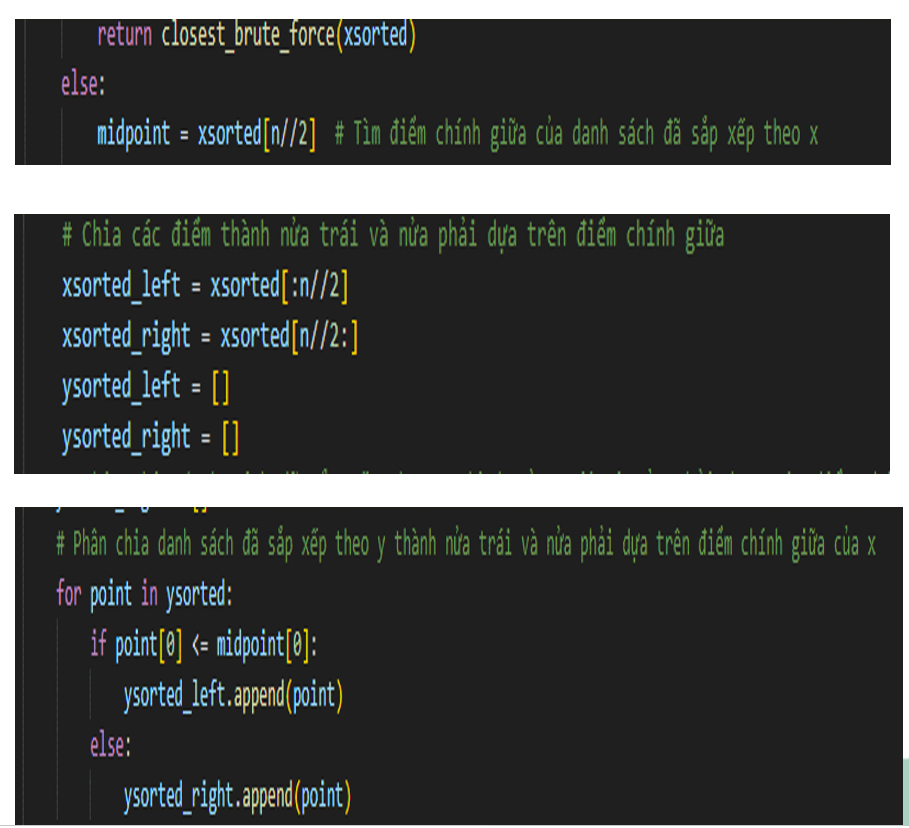 return closest_brute_force(xsorted)
else:
midpoint = xsorted[n//2] # Tìm điểm chính giữa của danh sách đã sắp xếp theo x
# Chia các điểm thành nửa trái và nửa phải dựa trên điểm chính giữa
xsorted_left = xsorted[:n//2]
xsorted_right = xsorted[n//2:]
ysorted_left = []
ysorted_right = []
# Phân chia danh sách đã sắp xếp theo y thành nửa trái và nửa phải dựa trên điểm chính giữa của x
for point in ysorted:
if point[0] <= midpoint[0]:
ysorted_left.append(point)
else:
ysorted_right.append(point)